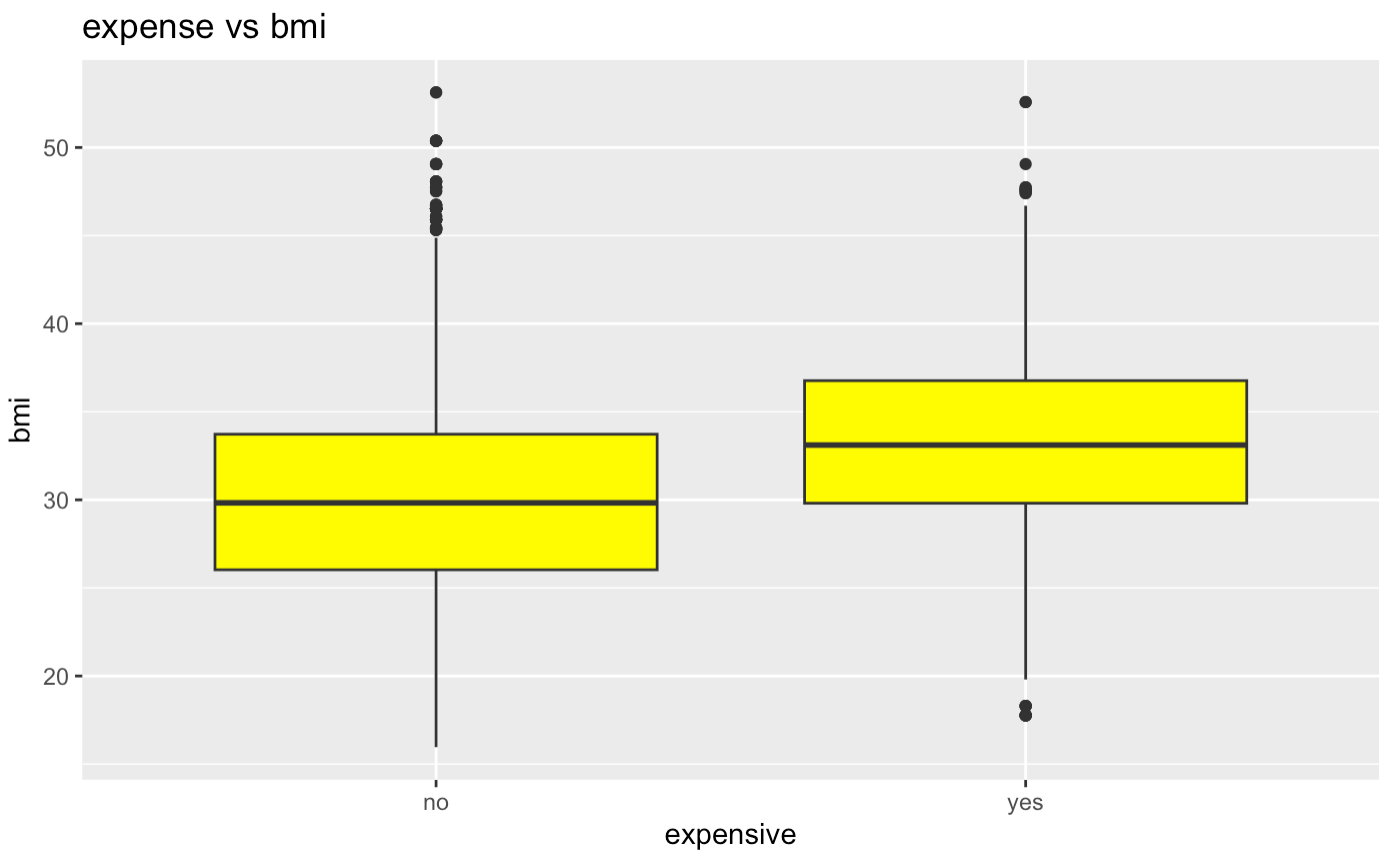 expense vs bmi
50
40
30
20
bmi
no yes
expensive